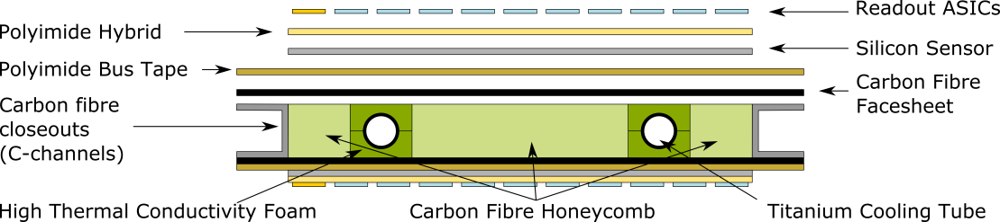 Readout ASICs
Polyimide Hybrid
Silicon Sensor
Polyimide Bus Tape
Carbon Fibre
Facesheet
Carbon fibre
closeouts
(C-channels)
High Thermal Conductivity Foam
Carbon Fibre Honeycomb
Titanium Cooling Tube